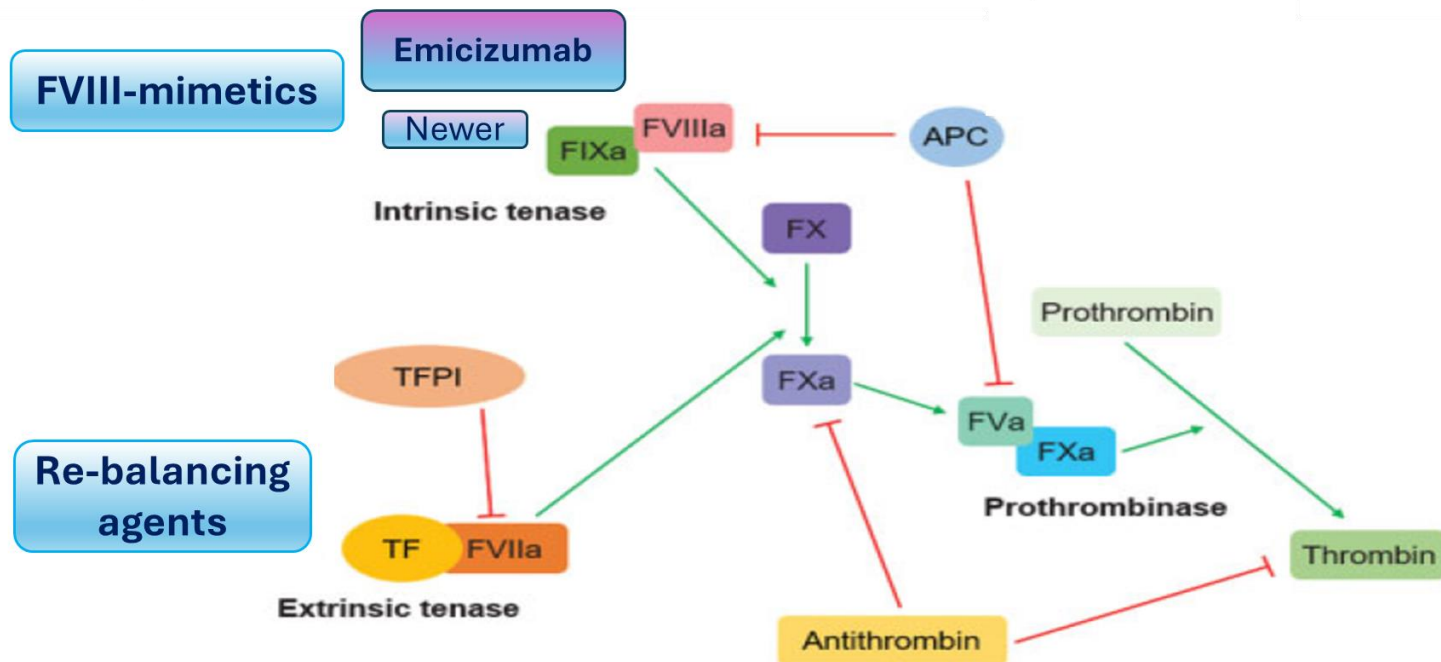 Emicizumab
FVIII-mimetics
Newer
FVIIIa
FIXa
APC
Intrinsic tenase
FX
Prothrombin
TFPI
FXa
FVa
FXa
Re-balancing
agents
Prothrombinase
TF
FVIIa
Thrombin
Extrinsic tenase
Antithrombin